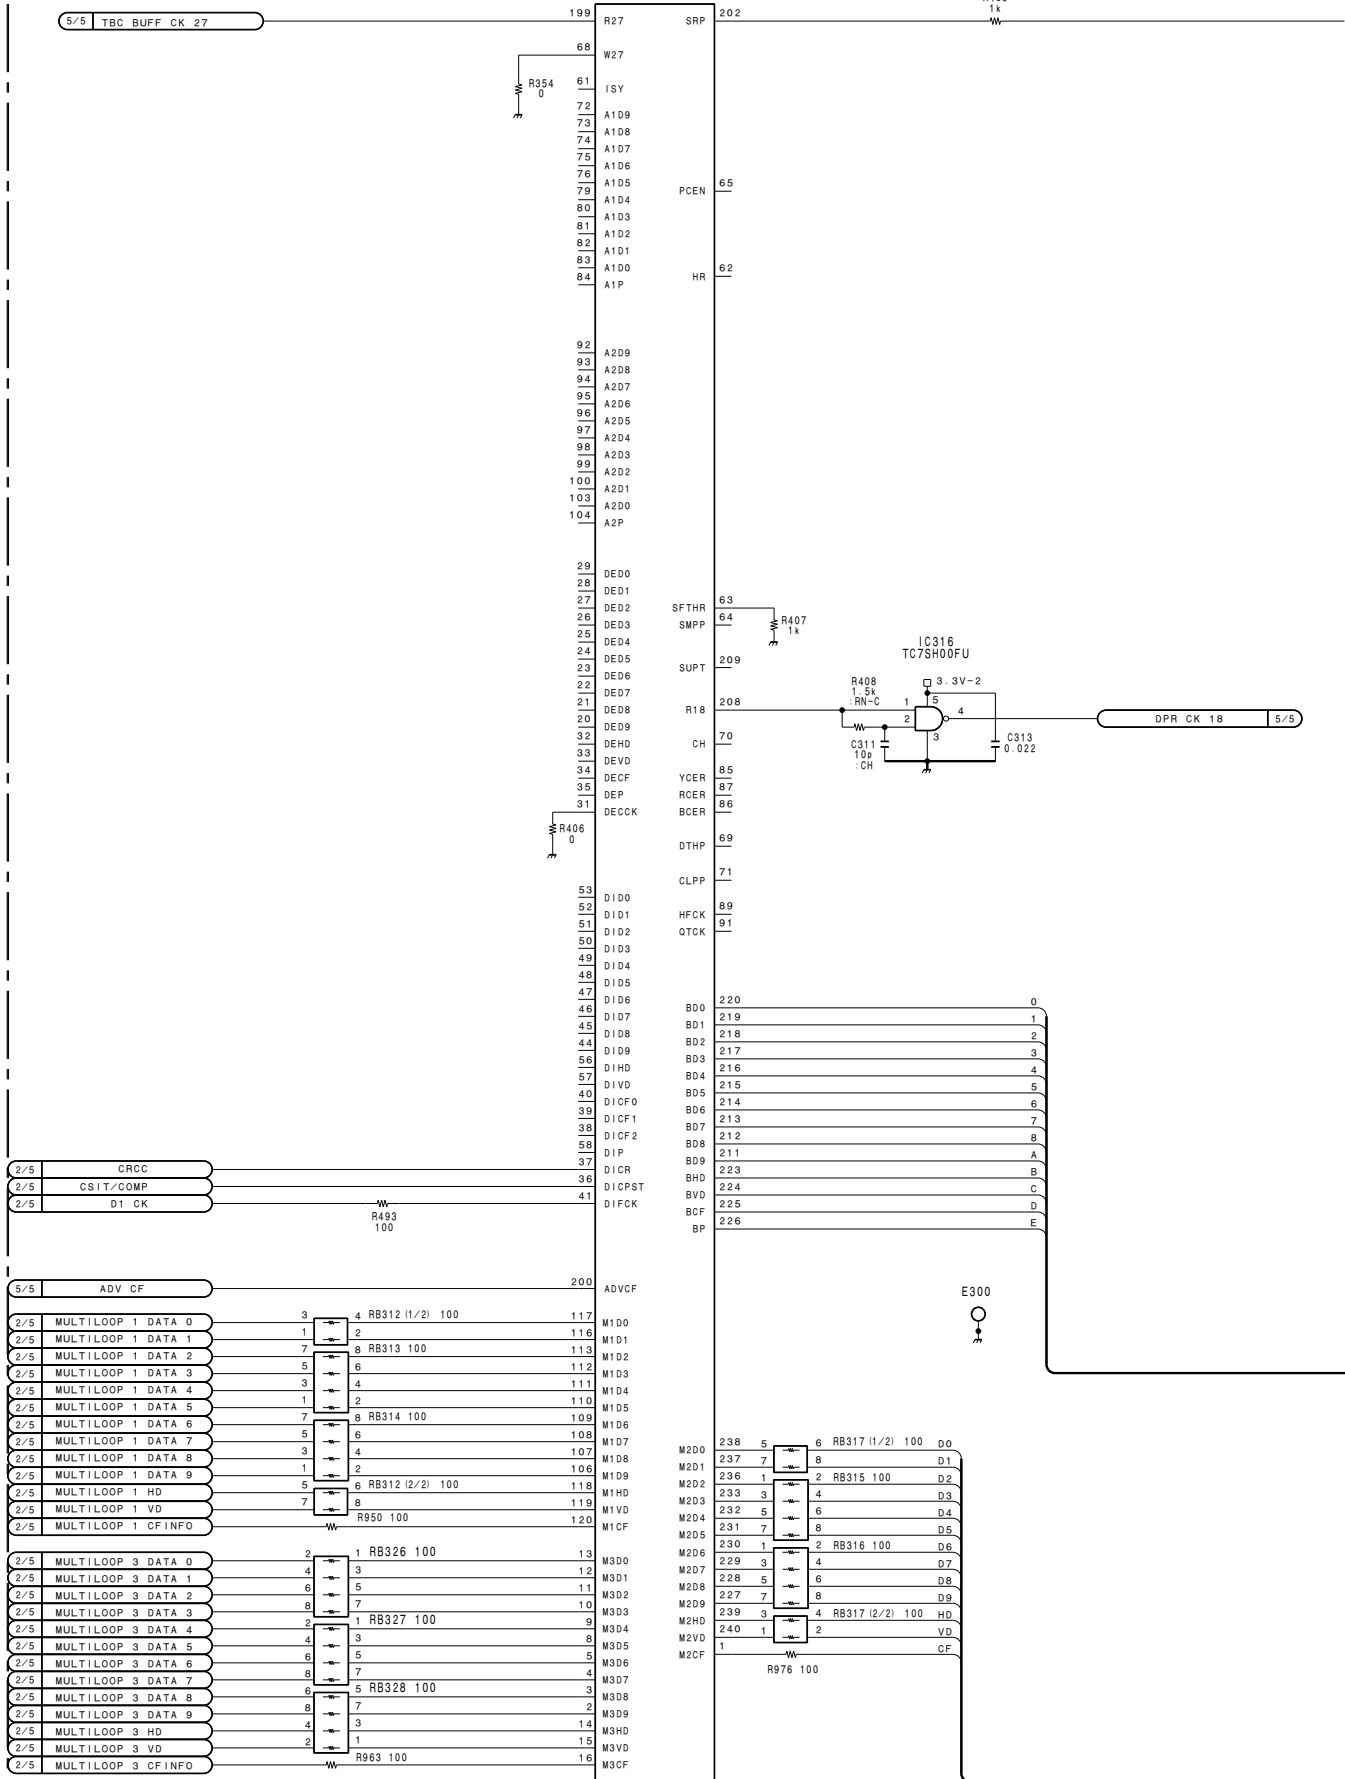 1k
5/5 TBC BUFF CK 27
199 R27
SRP 202
68 W27
R354
0
61 ISY
72 A1D9
73 A1D8
74 A1D7
75 A1D6
76 A1D5
79 A1D4
80 A1D3
81 A1D2
82 A1D1
83 A1D0
84 A1P
PCEN 65
HR 62
92 A2D9
93 A2D8
94 A2D7
95 A2D6
96 A2D5
97 A2D4
98 A2D3
99 A2D2
100 A2D1
103 A2D0
104 A2P
29 DED0
28 DED1
27 DED2
26 DED3
25 DED4
24 DED5
23 DED6
22 DED7
21 DED8
20 DED9
32 DEHD
33 DEVD
34 DECF
35 DEP
31 DECCK
R406
0
SFTHR 63
SMPP 64
R407
1k
SUPT 209
R18 208
CH 70
YCER 85
RCER 87
BCER 86
DTHP 69
CLPP 71
HFCK 89
QTCK 91
IC316
TC7SH00FU
3.3V-2
R408
1.5k
:RN-C
1
2
5
4
3
C311
10p
:CH
C313
0.022
DPR CK 18 5/5
53 DID0
52 DID1
51 DID2
50 DID3
49 DID4
48 DID5
47 DID6
46 DID7
45 DID8
44 DID9
56 DIHD
57 DIVD
40 DICF0
39 DICF1
38 DICF2
58 DIP
2/5 CRCC 37 DICR
2/5 CSIT/COMP 36 DICPST
2/5 D1 CK 41 DIFCK
R493
100
BD0 220 0
BD1 219 1
BD2 218 2
BD3 217 3
BD4 216 4
BD5 215 5
BD6 214 6
BD7 213 7
BD8 212 8
BD9 211 A
BHD 223 B
BVD 224 C
BCF 225 D
BP 226 E
E300
5/5 ADV CF 200 ADVCF
2/5 MULTILOOP 1 DATA 0 3 4 RB312 (1/2) 100 117 M1D0
2/5 MULTILOOP 1 DATA 1 1 2 116 M1D1
2/5 MULTILOOP 1 DATA 2 7 8 RB313 100 113 M1D2
2/5 MULTILOOP 1 DATA 3 5 6 112 M1D3
2/5 MULTILOOP 1 DATA 4 3 4 111 M1D4
2/5 MULTILOOP 1 DATA 5 1 2 110 M1D5
2/5 MULTILOOP 1 DATA 6 7 8 RB314 100 109 M1D6
2/5 MULTILOOP 1 DATA 7 5 6 108 M1D7
2/5 MULTILOOP 1 DATA 8 3 4 107 M1D8
2/5 MULTILOOP 1 DATA 9 1 2 106 M1D9
2/5 MULTILOOP 1 HD 5 6 RB312 (2/2) 100 118 M1HD
2/5 MULTILOOP 1 VD 7 8 119 M1VD
2/5 MULTILOOP 1 CFINFO R950 100 120 M1CF
M2D0 238 5 6 RB317 (1/2) 100 D0
M2D1 237 7 8 D1
M2D2 236 1 2 RB315 100 D2
M2D3 233 3 4 D3
M2D4 232 5 6 D4
M2D5 231 7 8 D5
M2D6 230 1 2 RB316 100 D6
M2D7 229 3 4 D7
M2D8 228 5 6 D8
M2D9 227 7 8 D9
M2HD 239 3 4 RB317 (2/2) 100 HD
M2VD 240 1 2 VD
M2CF 1 CF
R976 100
2/5 MULTILOOP 3 DATA 0 2 1 RB326 100 13 M3D0
2/5 MULTILOOP 3 DATA 1 4 3 12 M3D1
2/5 MULTILOOP 3 DATA 2 6 5 11 M3D2
2/5 MULTILOOP 3 DATA 3 8 7 10 M3D3
2/5 MULTILOOP 3 DATA 4 2 1 RB327 100 9 M3D4
2/5 MULTILOOP 3 DATA 5 4 3 8 M3D5
2/5 MULTILOOP 3 DATA 6 6 5 5 M3D6
2/5 MULTILOOP 3 DATA 7 8 7 4 M3D7
2/5 MULTILOOP 3 DATA 8 6 5 RB328 100 3 M3D8
2/5 MULTILOOP 3 DATA 9 8 7 2 M3D9
2/5 MULTILOOP 3 HD 4 3 14 M3HD
2/5 MULTILOOP 3 VD 2 1 15 M3VD
2/5 MULTILOOP 3 CFINFO R963 100 16 M3CF